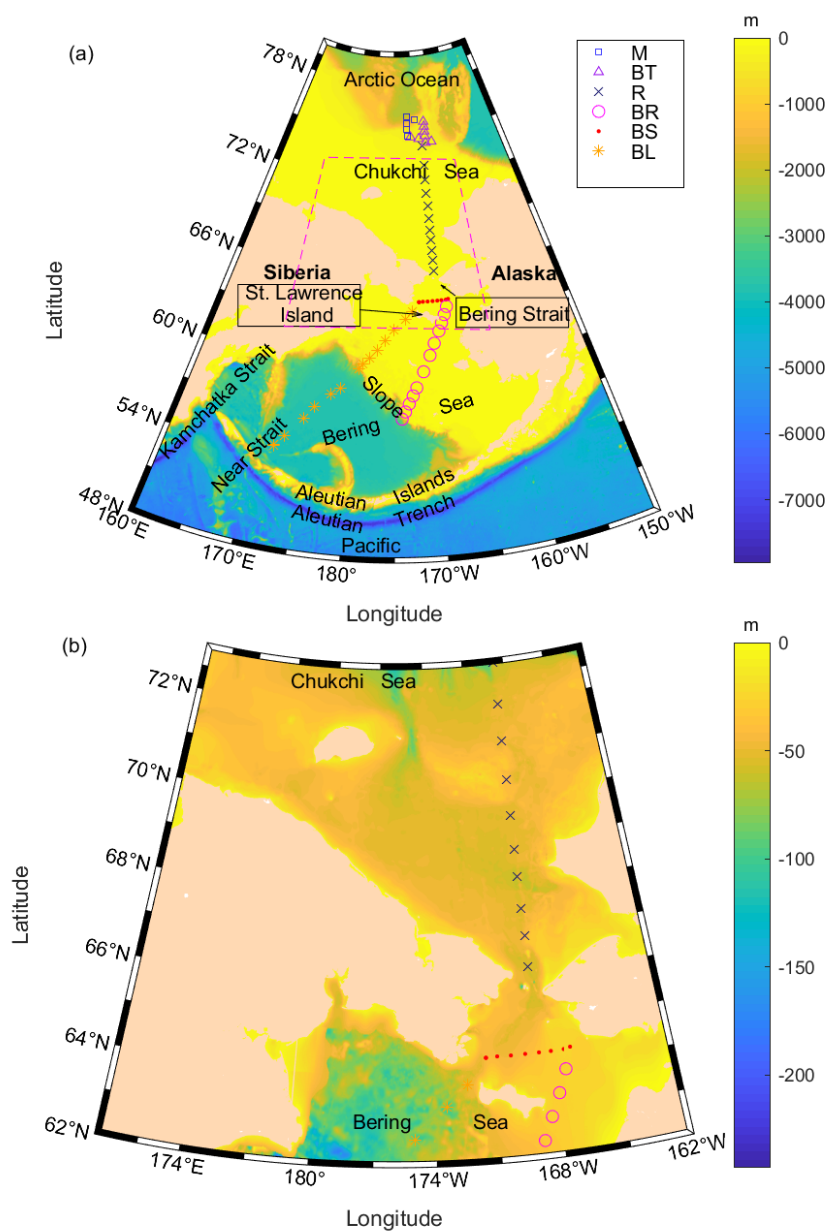 (a)
m
78°N
72°N
66°N
60°N
54°N
48°N
Latitude
Arctic Ocean
Chukchi Sea
Siberia
Alaska
St. Lawrence
Island
Bering Strait
Kamchatka Strait
Near Strait
Slope
Sea
Bering
Aleutian Islands
Aleutian Trench
Pacific
160°E
170°E
180°
170°W
160°W
150°W
Longitude
M
BT
R
BR
BS
BL
0
-1000
-2000
-3000
-4000
-5000
-6000
-7000
(b)
m
72°N
70°N
68°N
66°N
64°N
62°N
Latitude
Chukchi Sea
Bering Sea
174°E
180°
174°W
168°W
162°W
Longitude
0
-50
-100
-150
-200